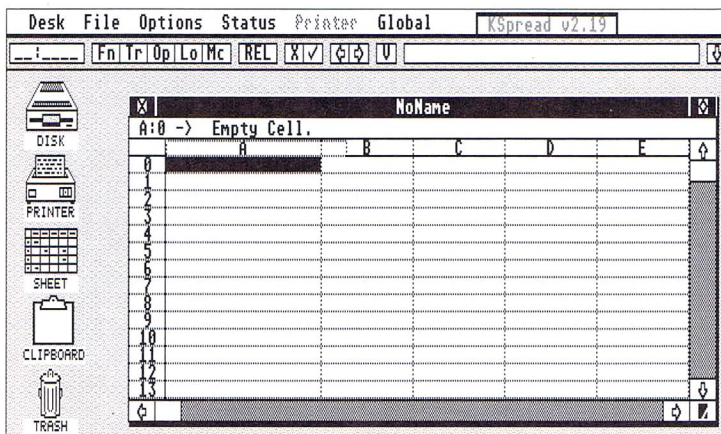 Desk File Options Status Printer Global KSpread v2.19
__:____ Fn Tr Op Lo Mc REL X √ V
NoName
A:0 -> Empty Cell.
A B C D E
0
1
2
3
4
5
6
7
8
9
10
11
12
13
DISK
PRINTER
SHEET
CLIPBOARD
TRASH